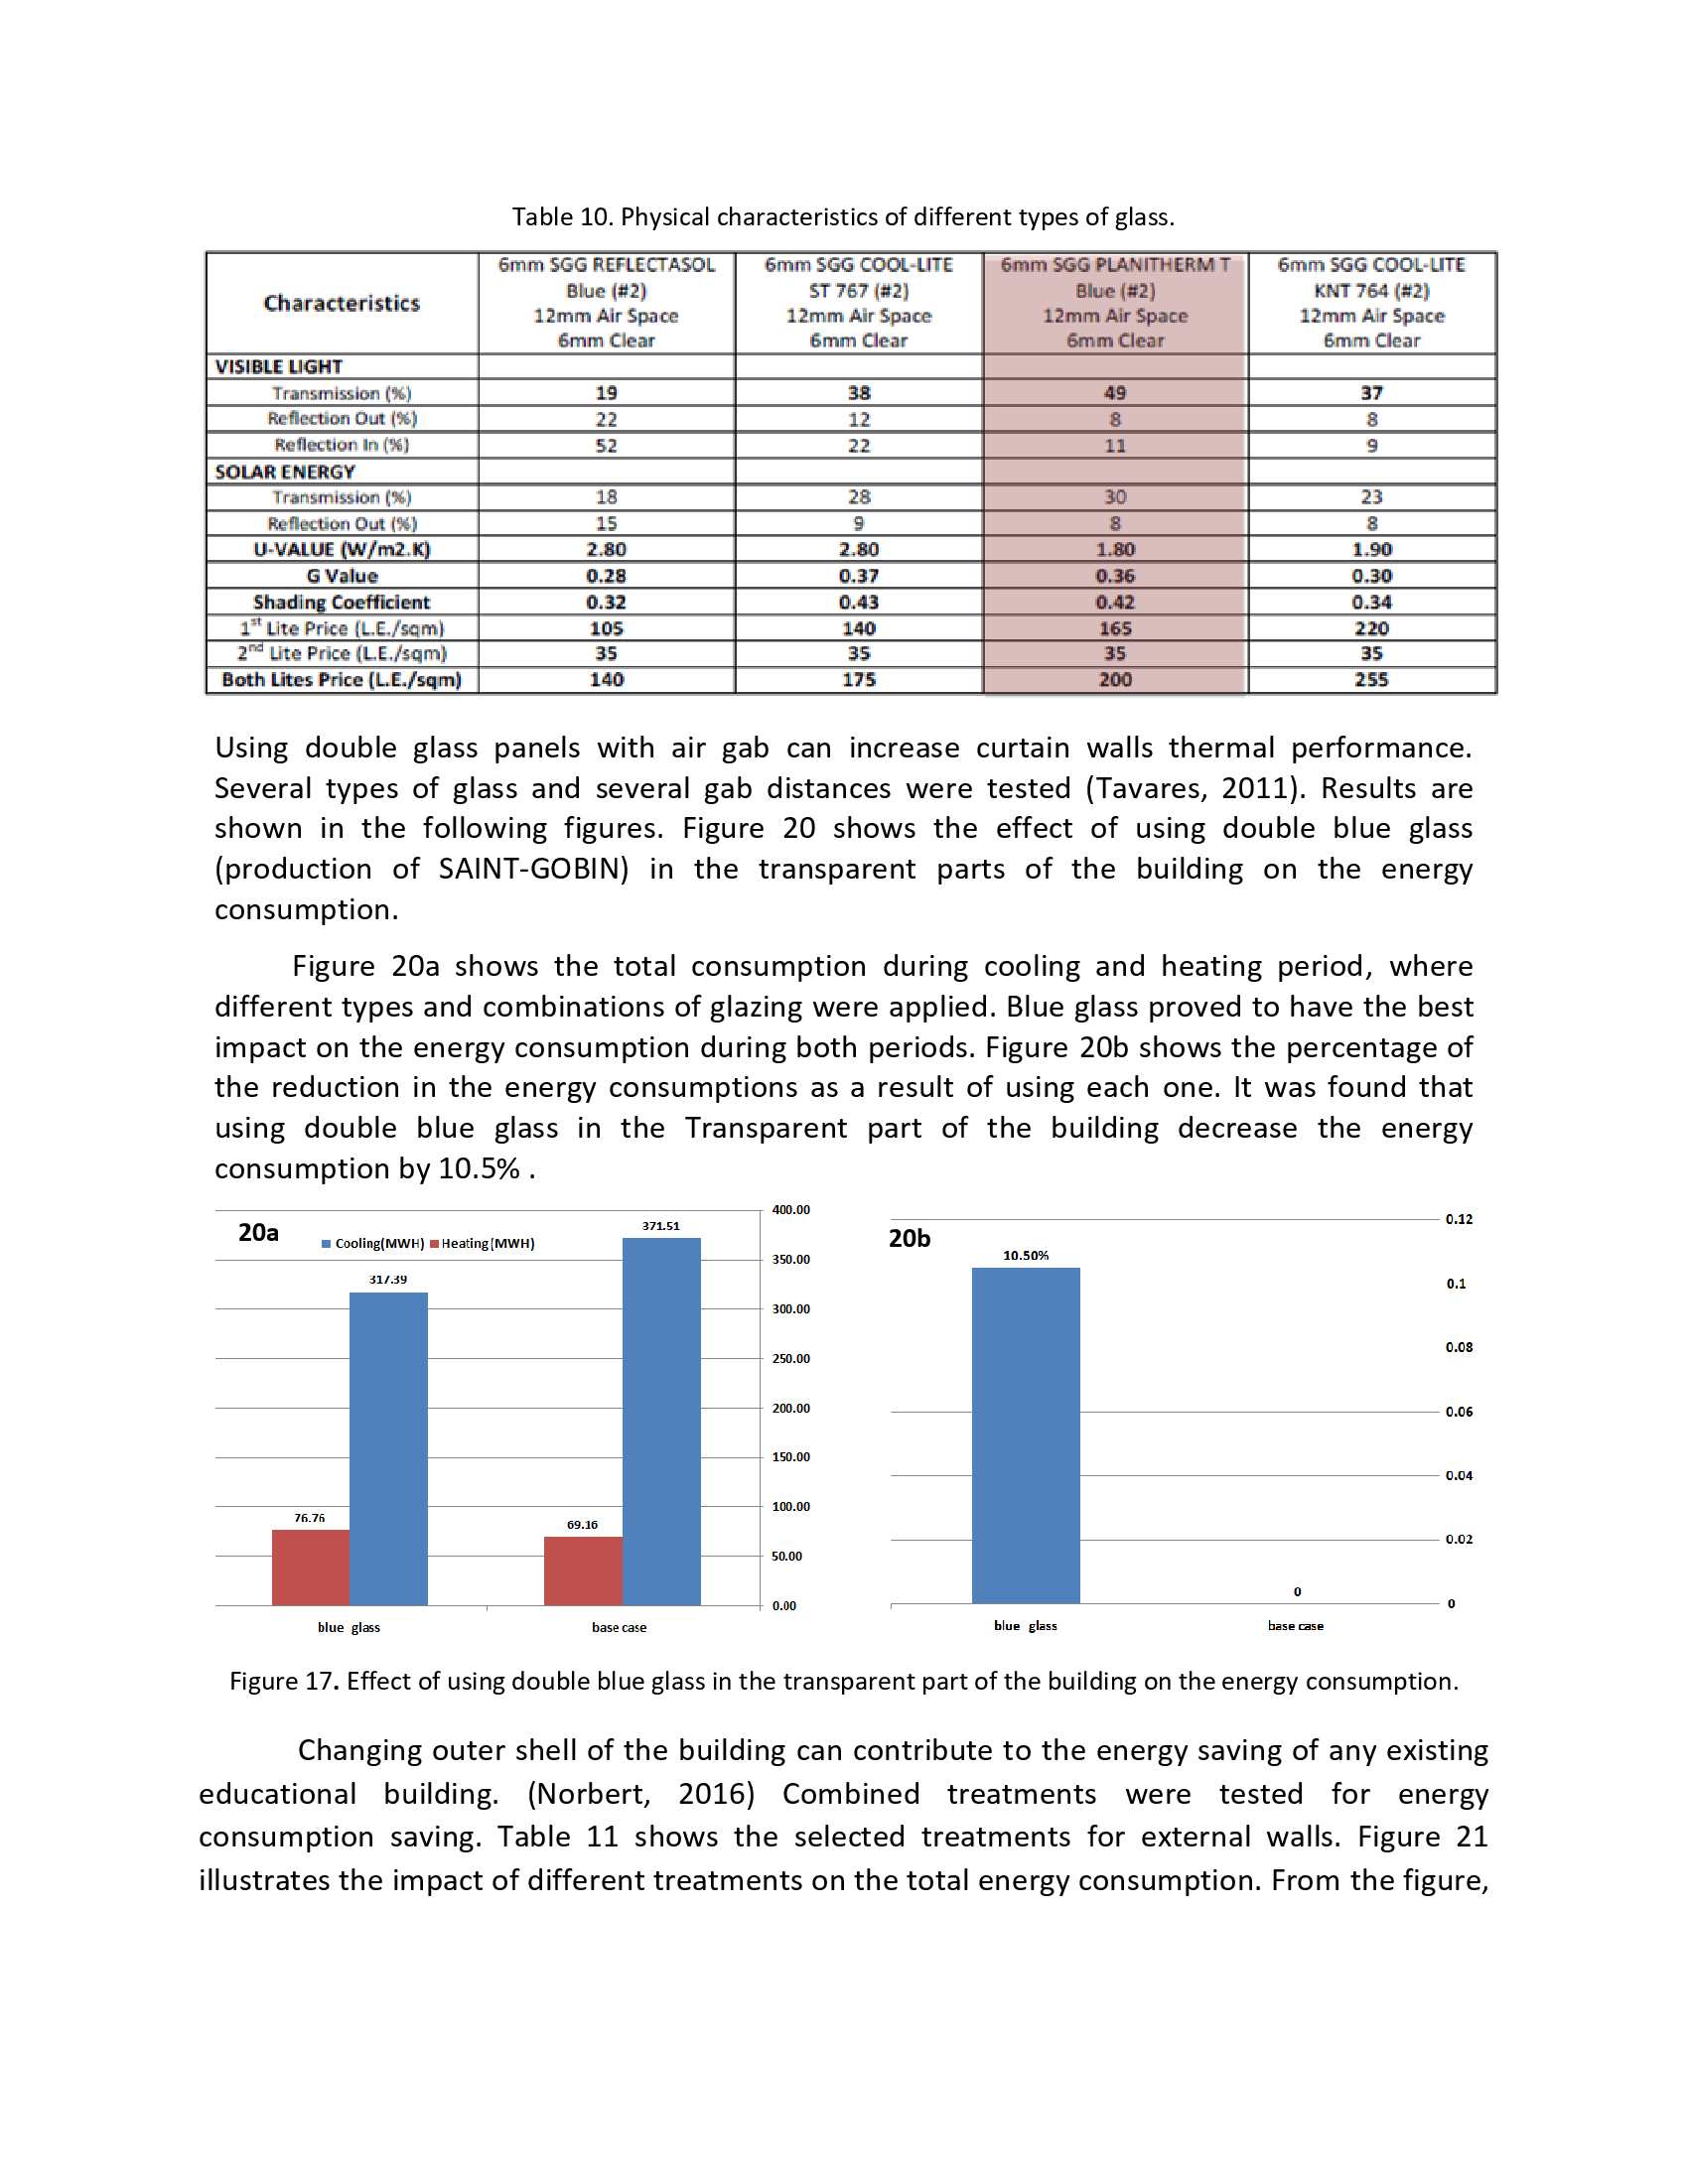 Table 10. Physical characteristics of different types of glass.
Characteristics 6mm SGG REFLECTASOL Blue (#2) 12mm Air Space 6mm Clear 6mm SGG COOL-LITE ST 767 (#2) 12mm Air Space 6mm Clear 6mm SGG PLANITHERM T Blue (#2) 12mm Air Space 6mm Clear 6mm SGG COOL-LITE KNT 764 (#2) 12mm Air Space 6mm Clear
VISIBLE LIGHT
Transmission (%) 19 38 49 37
Reflection Out (%) 22 12 8 8
Reflection In (%) 52 22 11 9
SOLAR ENERGY
Transmission (%) 18 28 30 23
Reflection Out (%) 15 9 8 8
U-VALUE (W/m2.K) 2.80 2.80 1.80 1.90
G Value 0.28 0.37 0.36 0.30
Shading Coefficient 0.32 0.43 0.42 0.34
1st Lite Price (L.E./sqm) 105 140 165 220
2nd Lite Price (L.E./sqm) 35 35 35 35
Both Lites Price (L.E./sqm) 140 175 200 255
Using double glass panels with air gab can increase curtain walls thermal performance.
Several types of glass and several gab distances were tested (Tavares, 2011). Results are
shown in the following figures. Figure 20 shows the effect of using double blue glass
(production of SAINT-GOBIN) in the transparent parts of the building on the energy
consumption.
Figure 20a shows the total consumption during cooling and heating period, where
different types and combinations of glazing were applied. Blue glass proved to have the best
impact on the energy consumption during both periods. Figure 20b shows the percentage of
the reduction in the energy consumptions as a result of using each one. It was found that
using double blue glass in the Transparent part of the building decrease the energy
consumption by 10.5% .
20a
Cooling(MWH) Heating(MWH)
317.39
371.51
76.76
69.16
400.00
350.00
300.00
250.00
200.00
150.00
100.00
50.00
0.00
blue glass
base case
20b
10.50%
0
0.12
0.1
0.08
0.06
0.04
0.02
0
blue glass
base case
Figure 17. Effect of using double blue glass in the transparent part of the building on the energy consumption.
Changing outer shell of the building can contribute to the energy saving of any existing
educational building. (Norbert, 2016) Combined treatments were tested for energy
consumption saving. Table 11 shows the selected treatments for external walls. Figure 21
illustrates the impact of different treatments on the total energy consumption. From the figure,